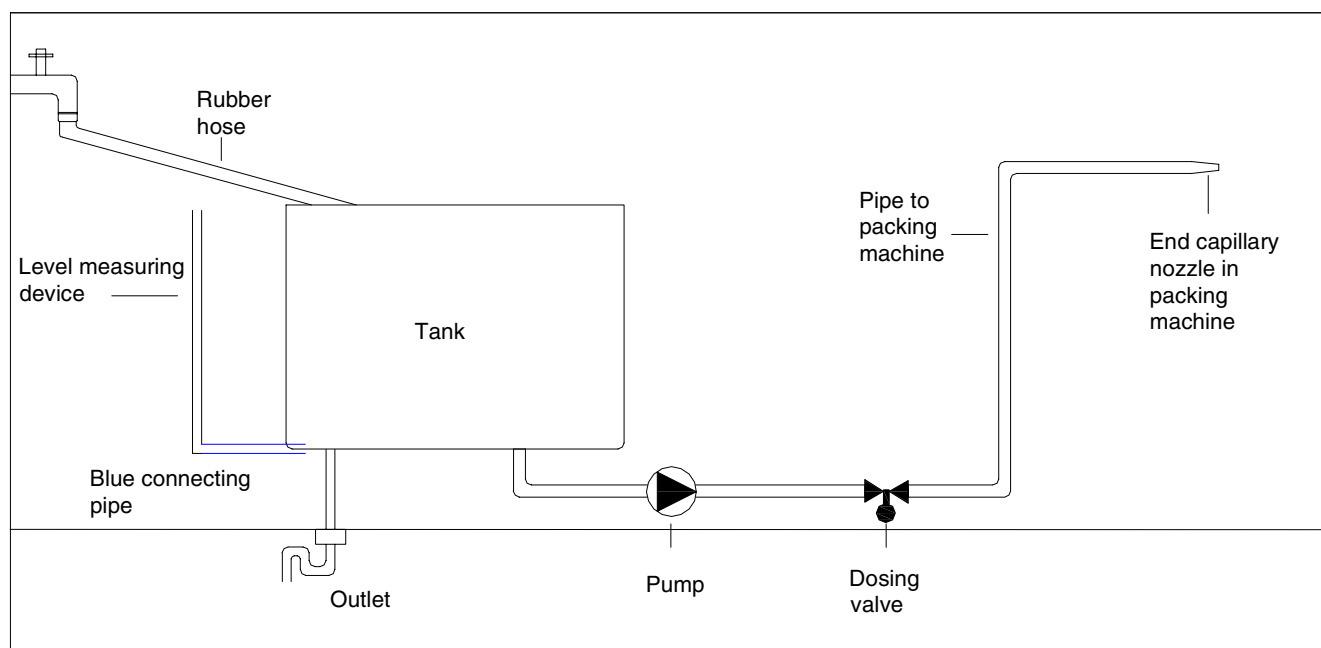 Rubber
hose
Level measuring
device
Tank
Pipe to
packing
machine
End capillary
nozzle in
packing
machine
Blue connecting
pipe
Outlet
Pump
Dosing
valve